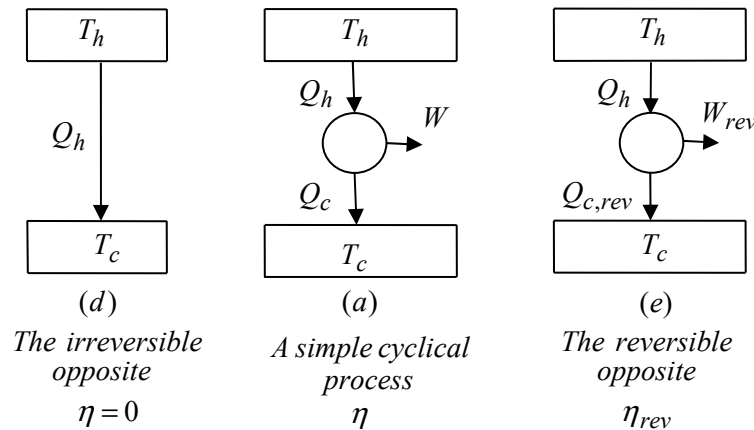 T_h T_h T_h
Q_h Q_h
W W_rev
Q_h
Q_c Q_c,rev
T_c T_c T_c
(d) (a) (e)
The irreversible opposite
A simple cyclical process
The reversible opposite
η = 0 η η_rev